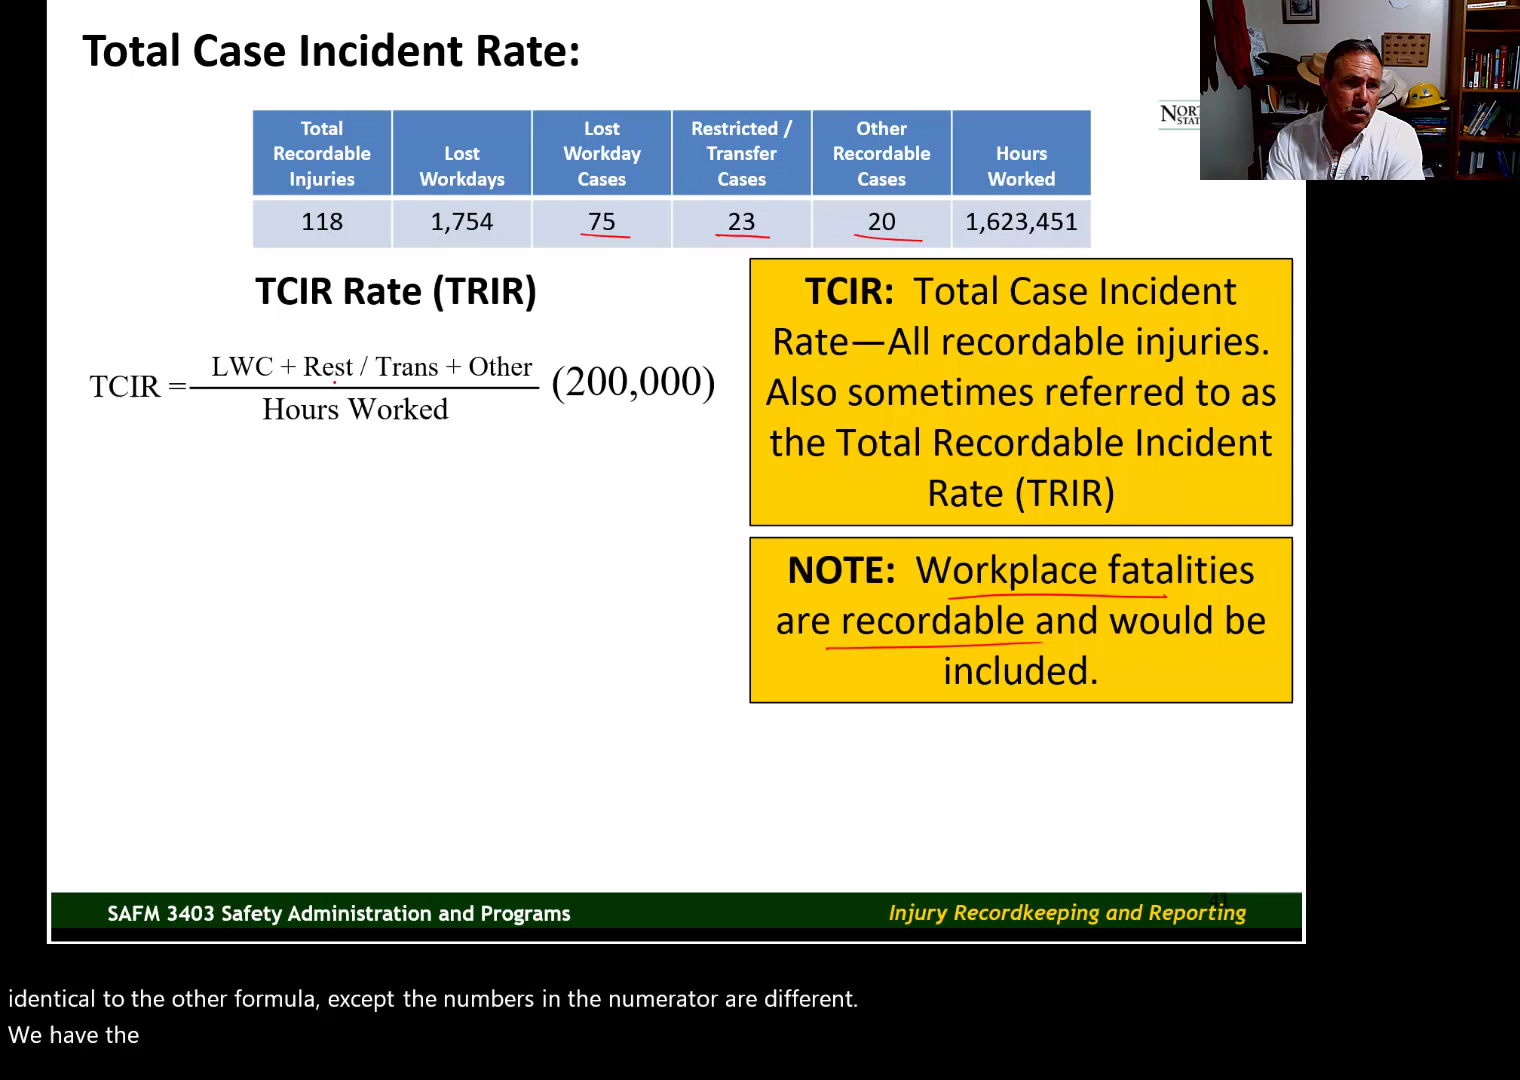 Total Case Incident Rate:
Total Recordable Injuries
Lost Workdays
Lost Workday Cases
Restricted / Transfer Cases
Other Recordable Cases
Hours Worked
118 1,754 75 23 20 1,623,451
TCIR Rate (TRIR)
LWC + Rest / Trans + Other
TCIR = (200,000)
Hours Worked
TCIR: Total Case Incident
Rate—All recordable injuries.
Also sometimes referred to as
the Total Recordable Incident
Rate (TRIR)
NOTE: Workplace fatalities
are recordable and would be
included.
SAFM 3403 Safety Administration and Programs
Injury Recordkeeping and Reporting
41
identical to the other formula, except the numbers in the numerator are different.
We have the